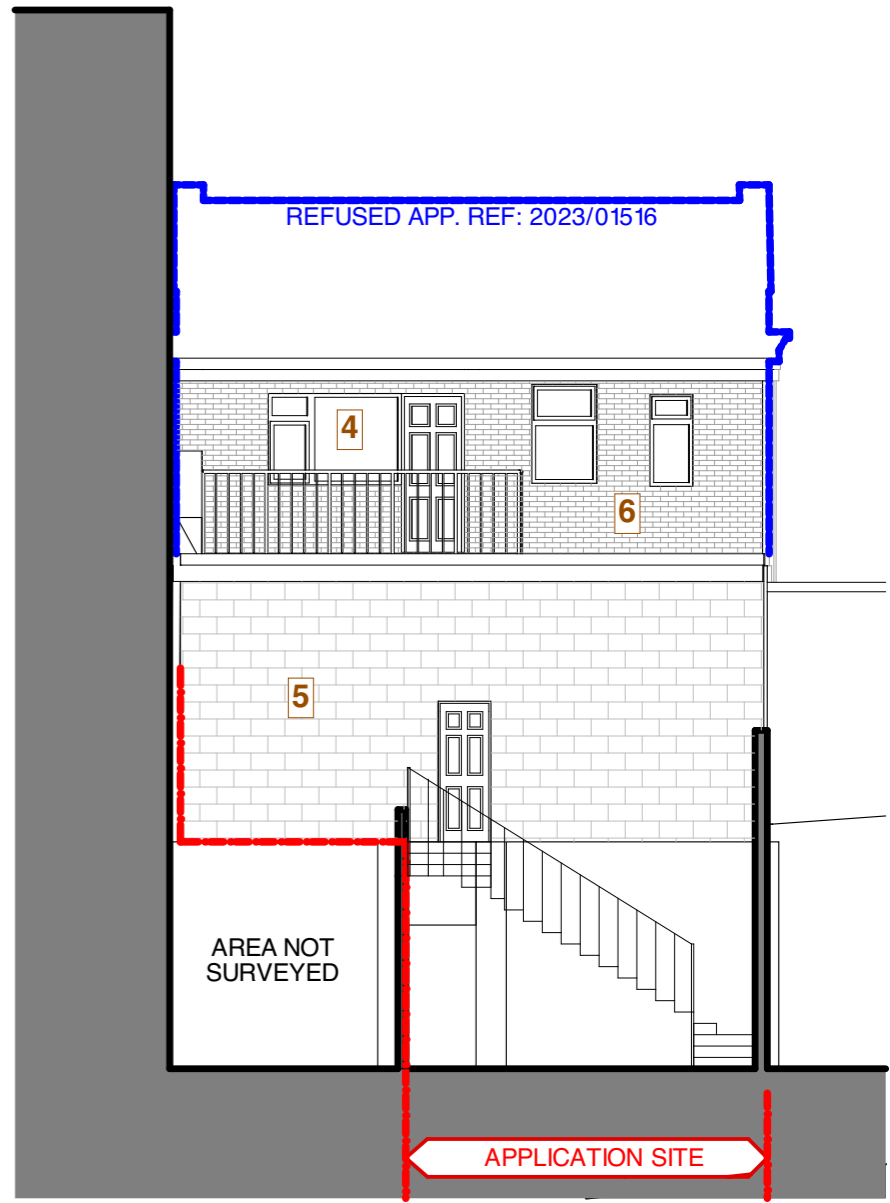 REFUSED APP. REF: 2023/01516
4
6
5
AREA NOT
SURVEYED
APPLICATION SITE